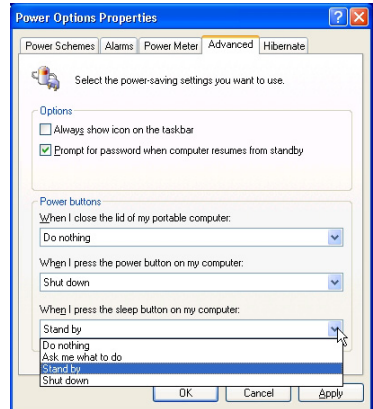 Power Options Properties
Power Schemes Alarms Power Meter Advanced Hibernate
Select the power-saving settings you want to use.
Options
Always show icon on the taskbar
Prompt for password when computer resumes from standby
Power buttons
When I close the lid of my portable computer:
Do nothing
When I press the power button on my computer:
Shut down
When I press the sleep button on my computer:
Stand by
Do nothing
Ask me what to do
Stand by
Shut down
OK Cancel Apply